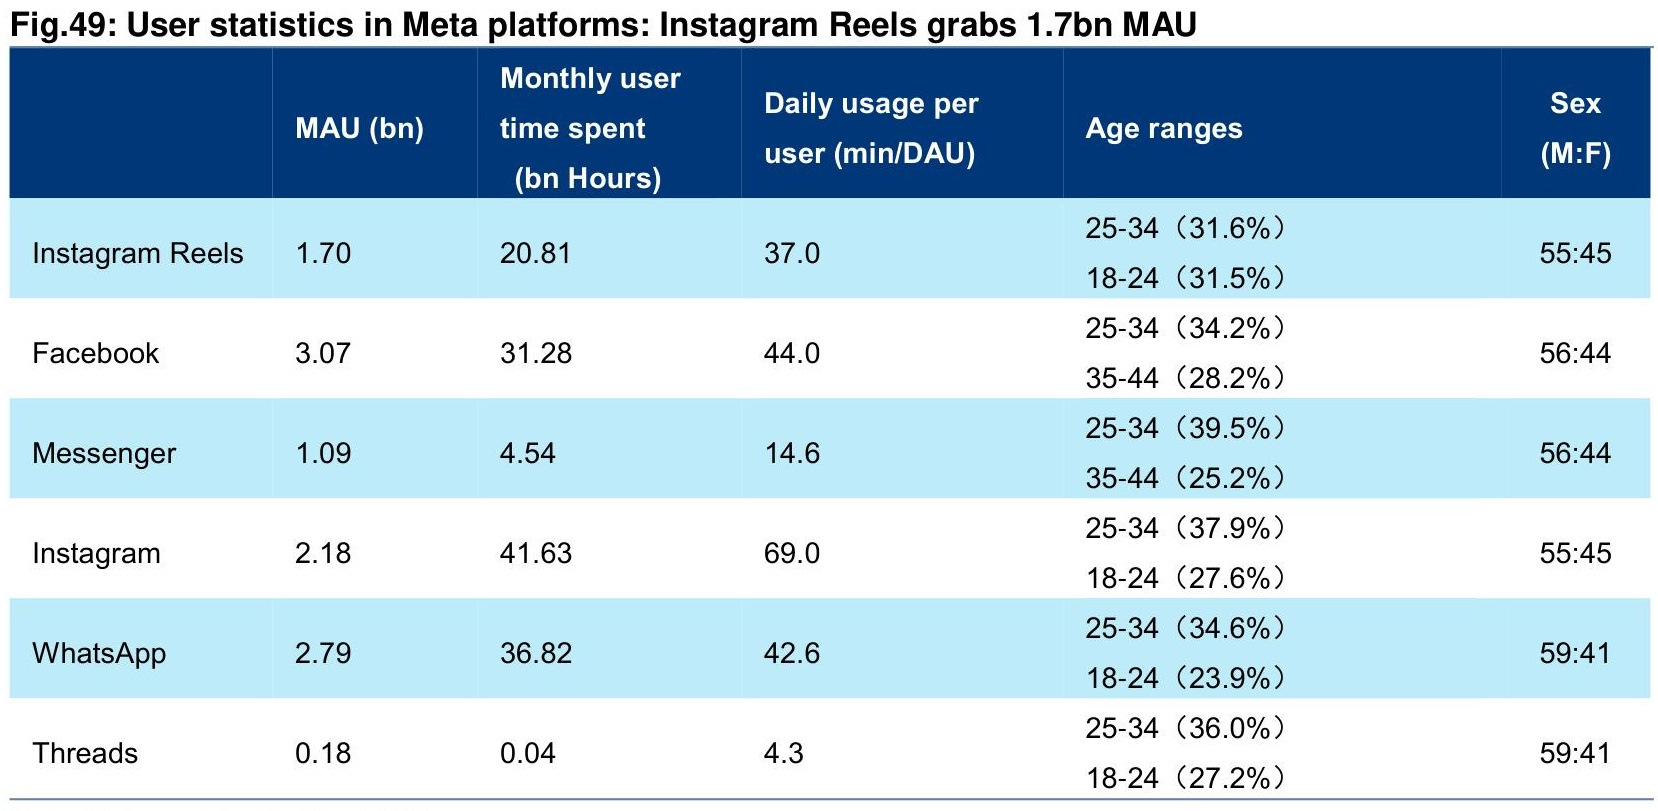 Fig.49: User statistics in Meta platforms: Instagram Reels grabs 1.7bn MAU
MAU (bn)
Monthly user
time spent
(bn Hours)
Daily usage per
user (min/DAU)
Age ranges
Sex
(M:F)
Instagram Reels
1.70
20.81
37.0
25-34（31.6%）
18-24（31.5%）
55:45
Facebook
3.07
31.28
44.0
25-34（34.2%）
35-44（28.2%）
56:44
Messenger
1.09
4.54
14.6
25-34（39.5%）
35-44（25.2%）
56:44
Instagram
2.18
41.63
69.0
25-34（37.9%）
18-24（27.6%）
55:45
WhatsApp
2.79
36.82
42.6
25-34（34.6%）
18-24（23.9%）
59:41
Threads
0.18
0.04
4.3
25-34（36.0%）
18-24（27.2%）
59:41